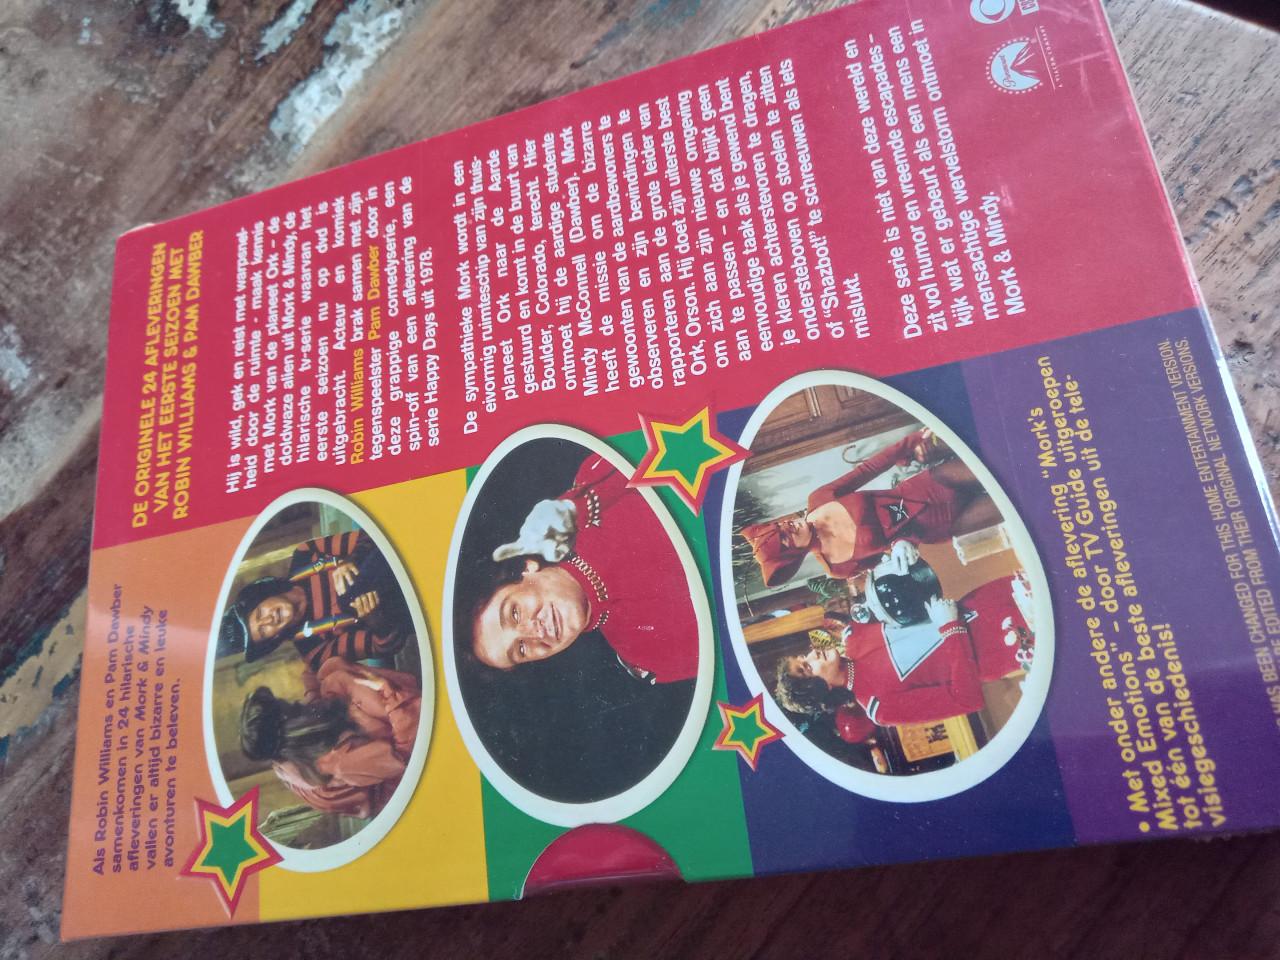 Als Robin Williams en Pam Dawber
samenkomen in 24 hilarische
afleveringen van Mork & Mindy
vallen er altijd bizarre en leuke
avonturen te beleven.
DE ORIGINELE 24 AFLEVERINGEN
VAN HET EERSTE SEIZOEN MET
ROBIN WILLIAMS & PAM DAWBER
Hij is wild, gek en reist met warpsnel-
heid door de ruimte - maak kennis
met Mork van de planeet Ork - de
doldwaze alien uit Mork & Mindy, de
hilarische tv-serie waarvan het
eerste seizoen nu op dvd is
uitgebracht. Acteur en komiek
Robin Williams brak samen met zijn
tegenspeelster Pam Dawber door in
deze grappige comedyserie, een
spin-off van een aflevering van de
serie Happy Days uit 1978.
De sympathieke Mork wordt in een
eivormig ruimteschip van zijn thuis-
planeet Ork naar de Aarde
gestuurd en komt in de buurt van
Boulder, Colorado, terecht. Hier
ontmoet hij de aardige studente
Mindy McConnell (Dawber). Mork
heeft de missie om de bizarre
gewoonten van de aardbewoners te
observeren en zijn bevindingen te
rapporteren aan de grote leider van
Ork, Orson. Hij doet zijn uiterste best
om zich aan zijn nieuwe omgeving
aan te passen – en dat blijkt geen
eenvoudige taak als je gewend bent
je kleren achterstevoren te dragen,
ondersteboven op stoelen te zitten
of "Shazbot" te schreeuwen als iets
mislukt.
Deze serie is niet van deze wereld en
zit vol humor en vreemde escapades –
kijk wat er gebeurt als een mens een
mensachtige wervelstorm ontmoet in
Mork & Mindy.
Paramount
A VIACOM COMPANY
• Met onder andere de aflevering "Mork's
Mixed Emotions" – door TV Guide uitgeroepen
tot één van de beste afleveringen uit de tele-
visiegeschiedenis!
HAS BEEN CHANGED FOR THIS HOME ENTERTAINMENT VERSION.
BE EDITED FROM THEIR ORIGINAL NETWORK VERSIONS.